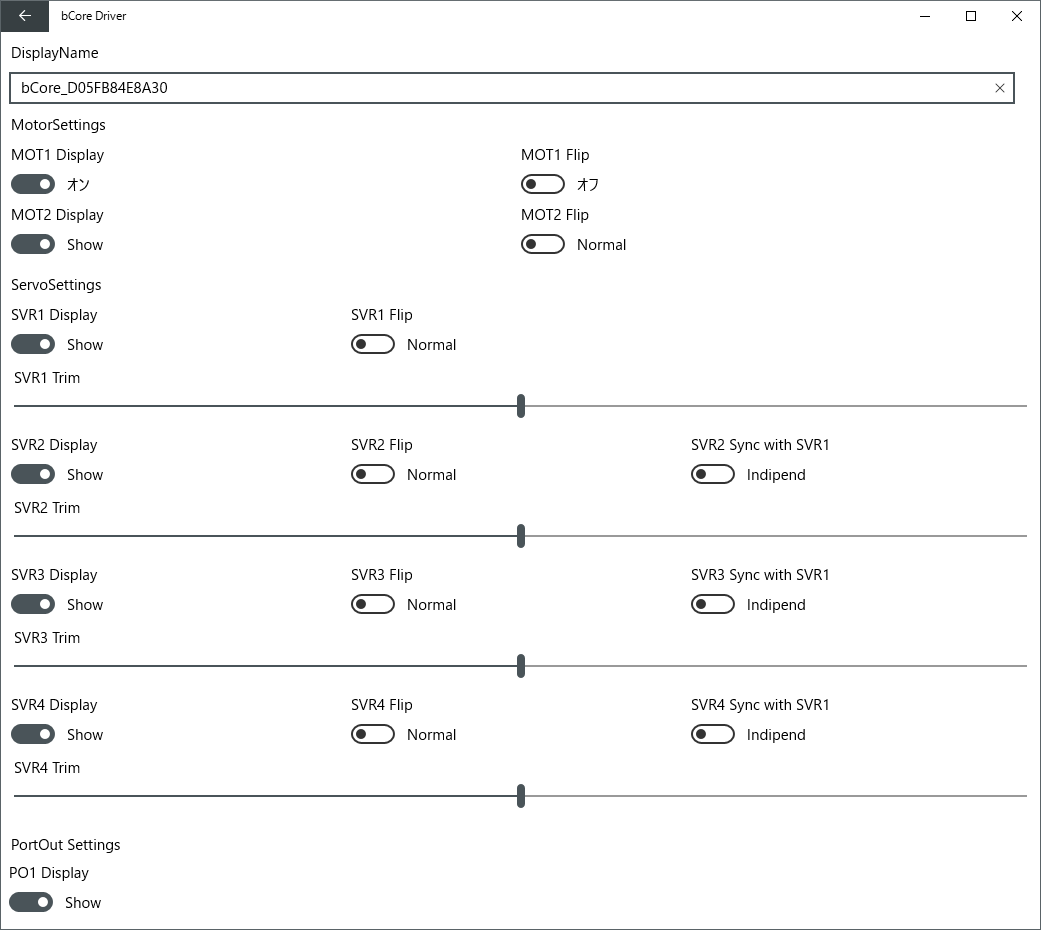 bCore Driver
DisplayName
bCore_D05FB84E8A30
MotorSettings
MOT1 Display MOT1 Flip
オン オフ
MOT2 Display MOT2 Flip
Show Normal
ServoSettings
SVR1 Display SVR1 Flip
Show Normal
SVR1 Trim
SVR2 Display SVR2 Flip SVR2 Sync with SVR1
Show Normal Indipend
SVR2 Trim
SVR3 Display SVR3 Flip SVR3 Sync with SVR1
Show Normal Indipend
SVR3 Trim
SVR4 Display SVR4 Flip SVR4 Sync with SVR1
Show Normal Indipend
SVR4 Trim
PortOut Settings
PO1 Display
Show